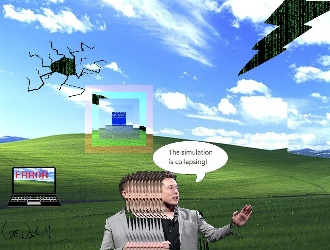 The simulation
is collapsing!
ERROR